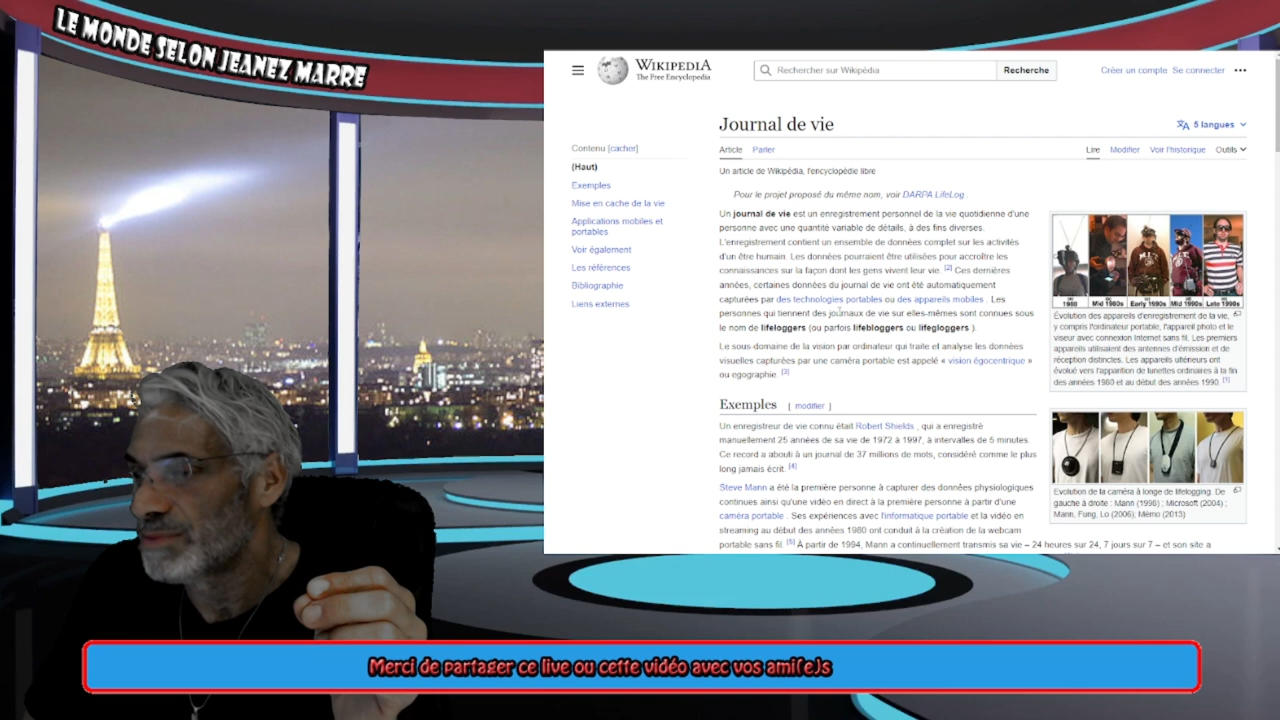 LE MONDE SELON JEANEZ MARRE
WIKIPEDIA
The Free Encyclopedia
Rechercher sur Wikipédia
Recherche
Créer un compte Se connecter
Journal de vie
5 langues
Contenu [cacher]
(Haut)
Exemples
Mise en cache de la vie
Applications mobiles et
portables
Voir également
Les références
Bibliographie
Liens externes
Article Parler
Lire Modifier Voir l'historique Outils
Un article de Wikipédia, l'encyclopédie libre
Pour le projet proposé du même nom, voir DARPA LifeLog .
Un journal de vie est un enregistrement personnel de la vie quotidienne d'une
personne avec une quantité variable de détails, à des fins diverses.
L'enregistrement contient un ensemble de données complet sur les activités
d'un être humain. Les données pourraient être utilisées pour accroître les
connaissances sur la façon dont les gens vivent leur vie. [2] Ces dernières
années, certaines données du journal de vie ont été automatiquement
capturées par des technologies portables ou des appareils mobiles . Les
personnes qui tiennent des journaux de vie sur elles-mêmes sont connues sous
le nom de lifeloggers (ou parfois lifebloggers ou lifegloggers ).
Le sous-domaine de la vision par ordinateur qui traite et analyse les données
visuelles capturées par une caméra portable est appelé « vision égocentrique »
ou egographie. [3]
1980 Mid 1980s Early 1990s Mid 1990s Late 1990s
Évolution des appareils d'enregistrement de la vie,
y compris l'ordinateur portable, l'appareil photo et le
viseur avec connexion Internet sans fil. Les premiers
appareils utilisaient des antennes d'émission et de
réception distinctes. Les appareils ultérieurs ont
évolué vers l'apparition de lunettes ordinaires à la fin
des années 1980 et au début des années 1990. [1]
Exemples [ modifier ]
Un enregistreur de vie connu était Robert Shields , qui a enregistré
manuellement 25 années de sa vie de 1972 à 1997, à intervalles de 5 minutes.
Ce record a abouti à un journal de 37 millions de mots, considéré comme le plus
long jamais écrit. [4]
Steve Mann a été la première personne à capturer des données physiologiques
continues ainsi qu'une vidéo en direct à la première personne à partir d'une
caméra portable . Ses expériences avec l'informatique portable et la vidéo en
streaming au début des années 1980 ont conduit à la création de la webcam
portable sans fil. [5] À partir de 1994, Mann a continuellement transmis sa vie – 24 heures sur 24, 7 jours sur 7 – et son site a
Evolution de la caméra à longe de lifelogging. De
gauche à droite : Mann (1998) ; Microsoft (2004) ;
Mann, Fung, Lo (2006); Mémo (2013)
Merci de partager ce live ou cette vidéo avec vos ami(e)s